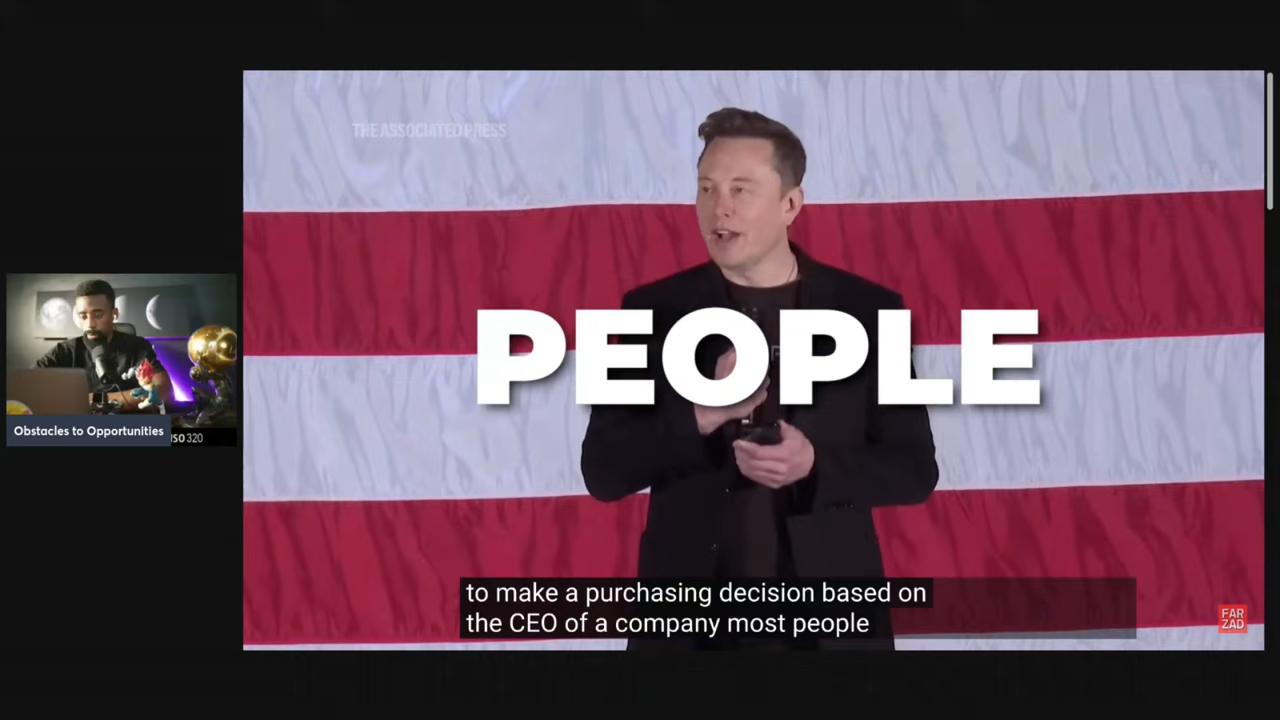 THE ASSOCIATED PRESS
PEOPLE
Obstacles to Opportunities
ISO 320
to make a purchasing decision based on
the CEO of a company most people
FAR
ZAD